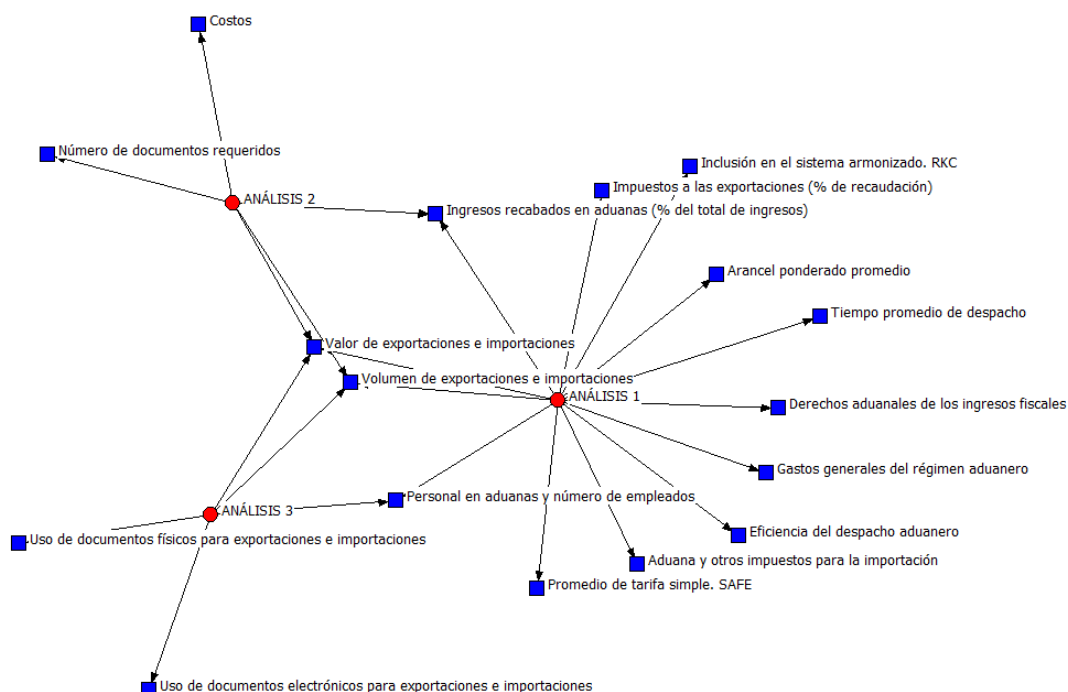 Costos
Número de documentos requeridos
Inclusión en el sistema armonizado. RKC
Impuestos a las exportaciones (% de recaudación)
ANÁLISIS 2
Ingresos recabados en aduanas (% del total de ingresos)
Arancel ponderado promedio
Tiempo promedio de despacho
Valor de exportaciones e importaciones
Volumen de exportaciones e importaciones
ANÁLISIS 1
Derechos aduanales de los ingresos fiscales
Gastos generales del régimen aduanero
Personal en aduanas y número de empleados
ANÁLISIS 3
Eficiencia del despacho aduanero
Uso de documentos físicos para exportaciones e importaciones
Aduana y otros impuestos para la importación
Promedio de tarifa simple. SAFE
Uso de documentos electrónicos para exportaciones e importaciones